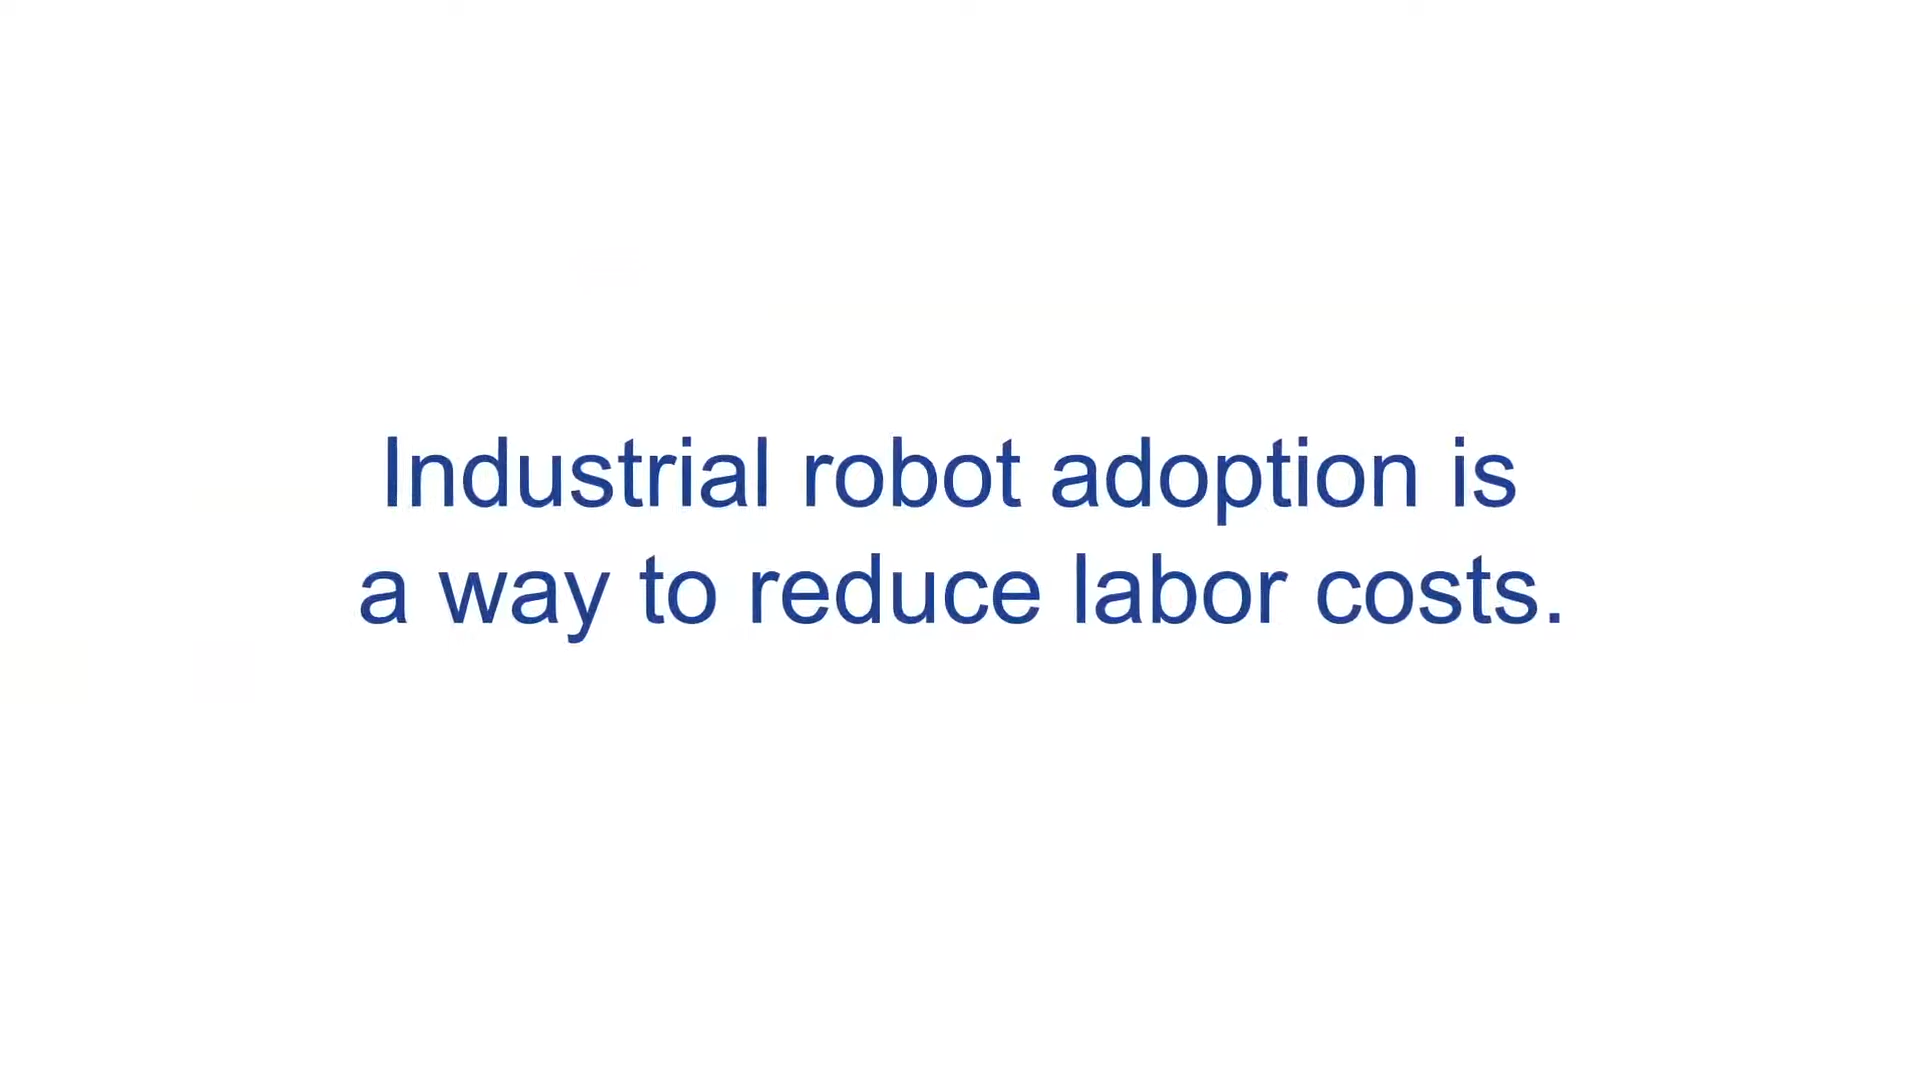 Industrial robot adoption is
a way to reduce labor costs.